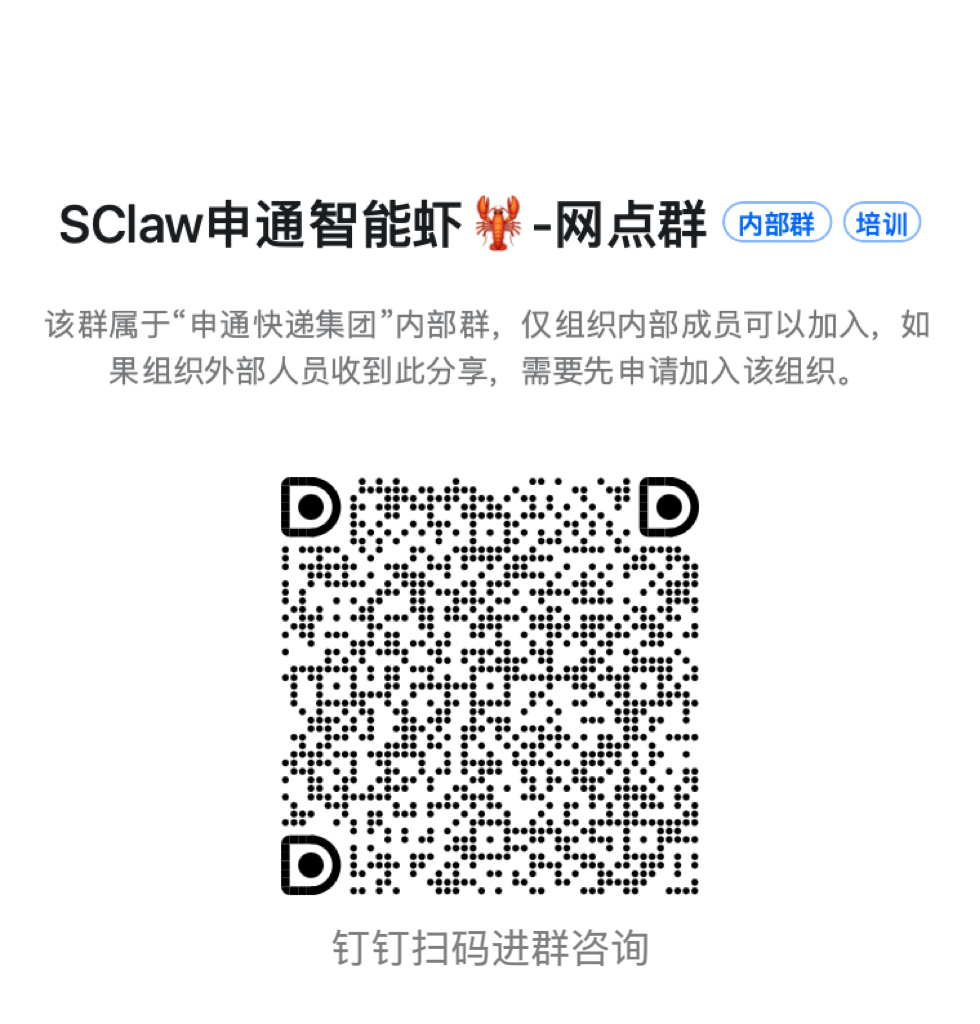 SClaw申通智能虾🦞-网点群 内部群 培训
该群属于“申通快递集团”内部群，仅组织内部成员可以加入，如
果组织外部人员收到此分享，需要先申请加入该组织。
钉钉扫码进群咨询